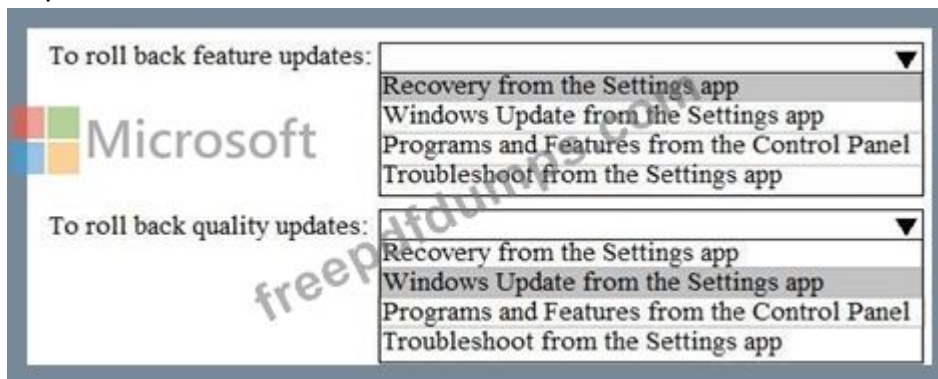 To roll back feature updates:
Recovery from the Settings app
Windows Update from the Settings app
Programs and Features from the Control Panel
Troubleshoot from the Settings app
Microsoft
To roll back quality updates:
Recovery from the Settings app
Windows Update from the Settings app
Programs and Features from the Control Panel
Troubleshoot from the Settings app
freepdfdumps.com